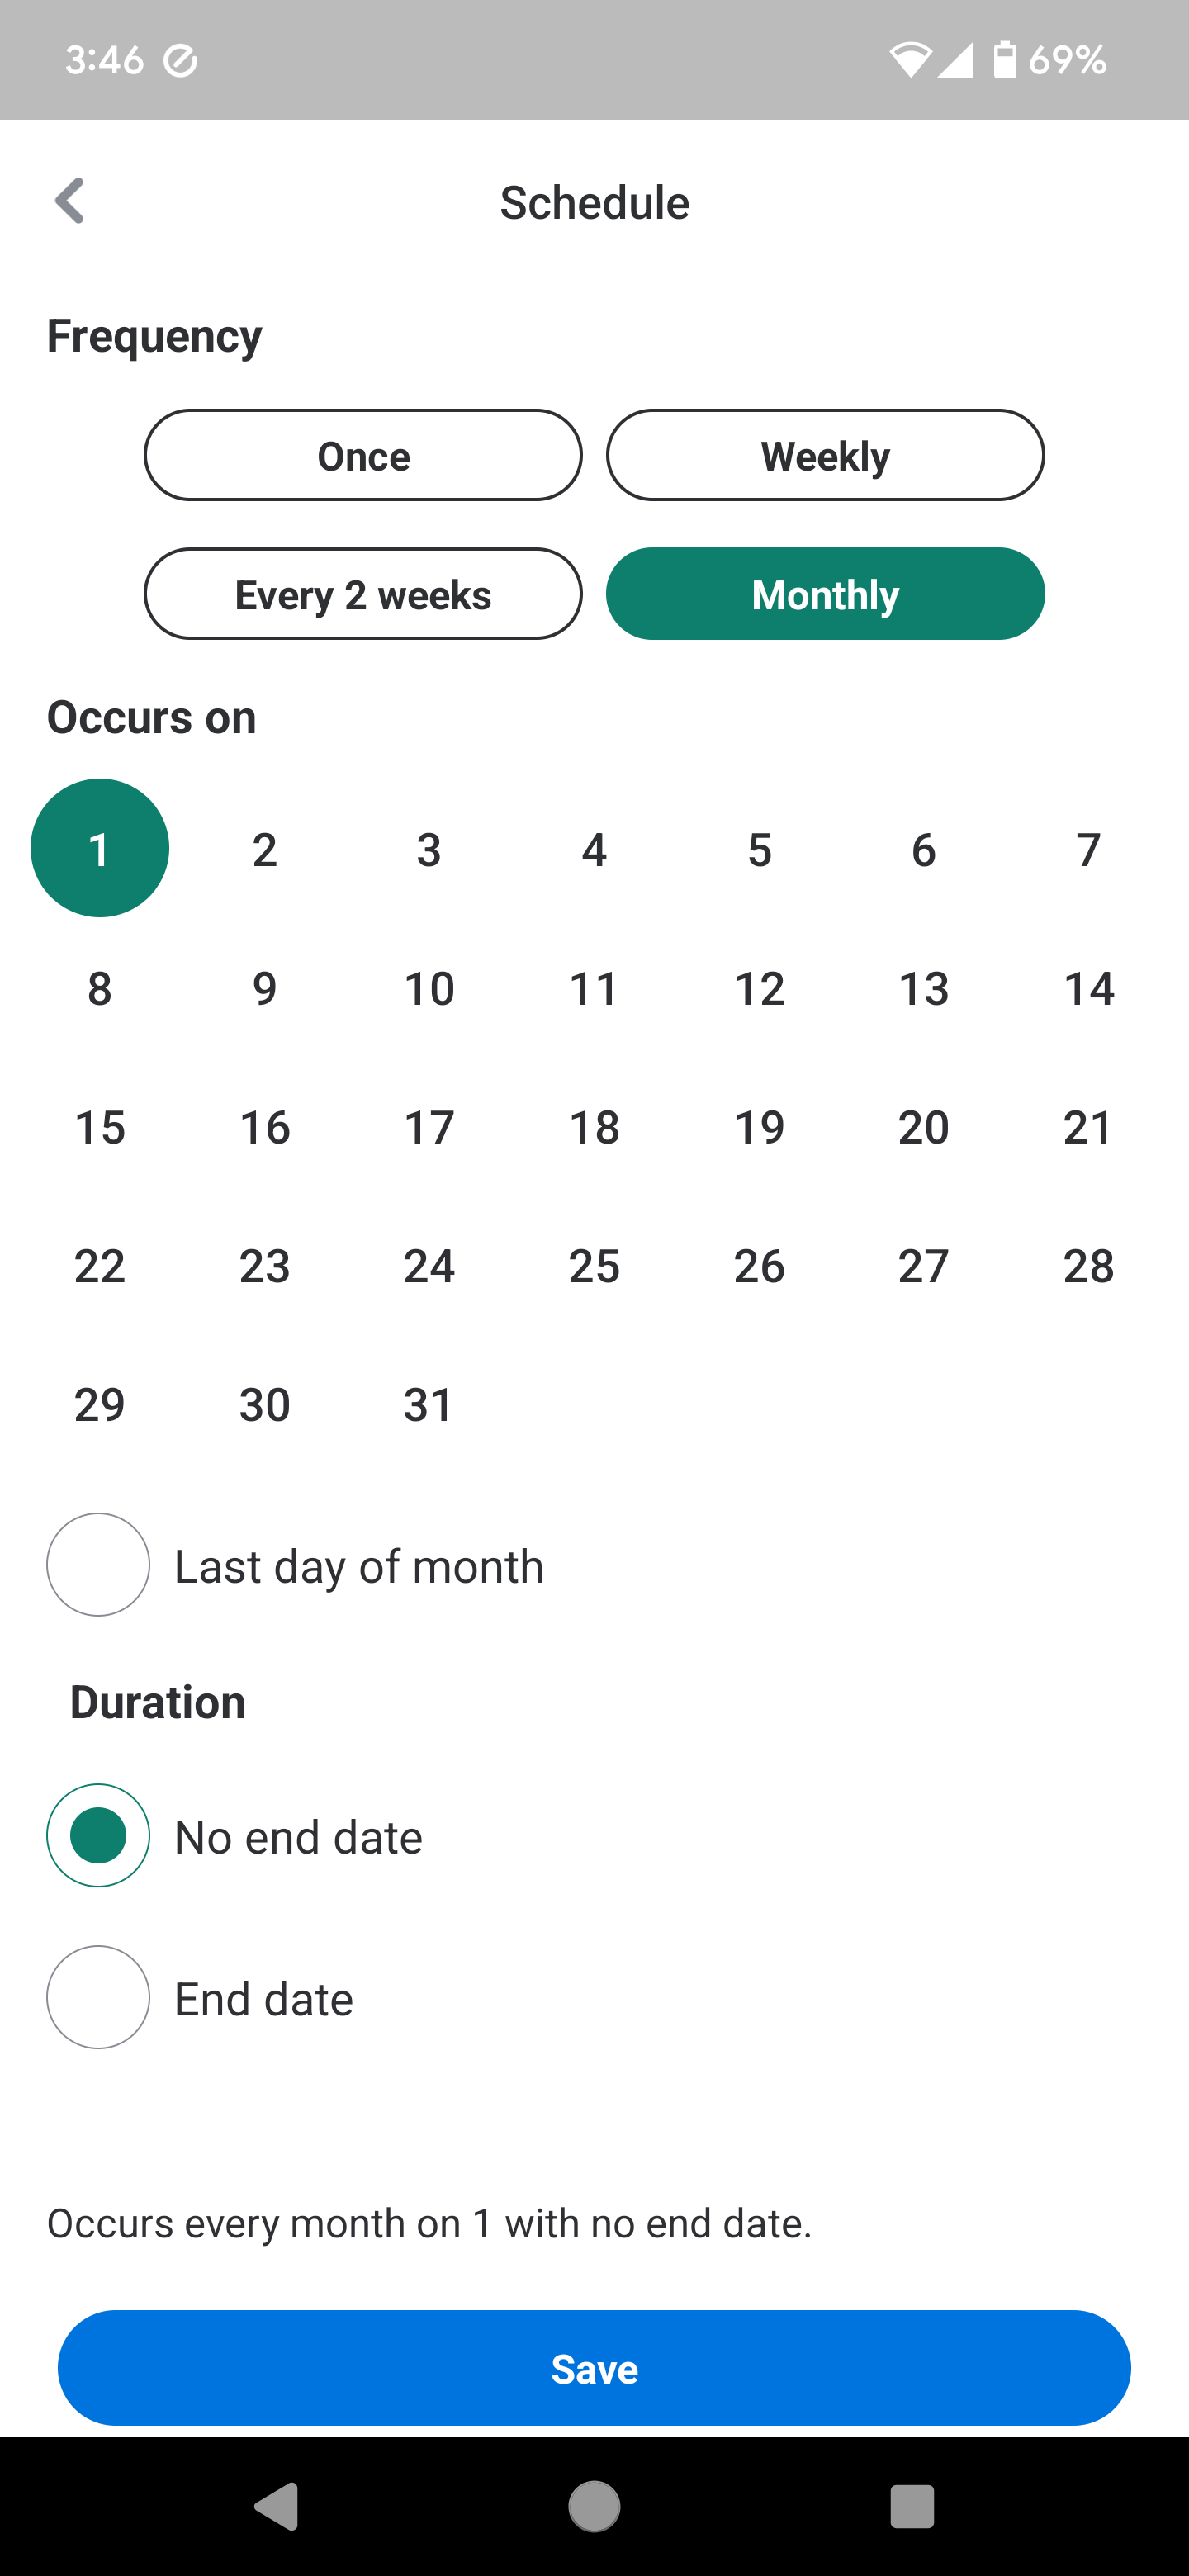 3:46 69%
Schedule
Frequency
Once Weekly
Every 2 weeks Monthly
Occurs on
1 2 3 4 5 6 7
8 9 10 11 12 13 14
15 16 17 18 19 20 21
22 23 24 25 26 27 28
29 30 31
Last day of month
Duration
No end date
End date
Occurs every month on 1 with no end date.
Save